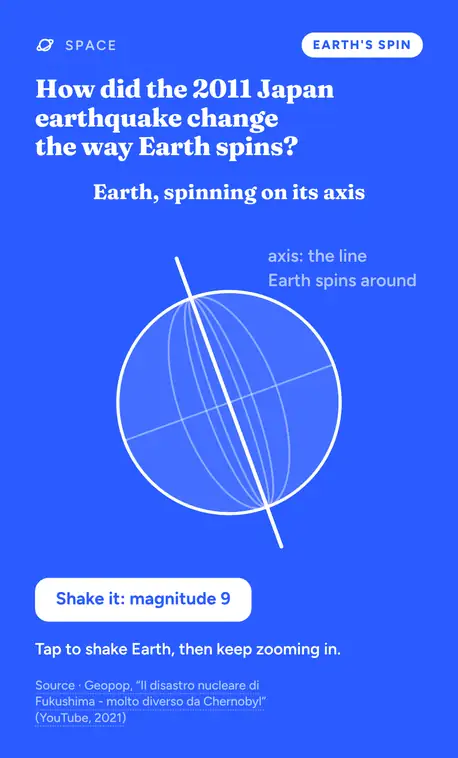 SPACE
EARTH'S SPIN
How did the 2011 Japan
earthquake change
the way Earth spins?
Earth, spinning on its axis
axis: the line
Earth spins around
Shake it: magnitude 9
Tap to shake Earth, then keep zooming in.
Source · Geopop, “Il disastro nucleare di
Fukushima - molto diverso da Chernobyl”
(YouTube, 2021)